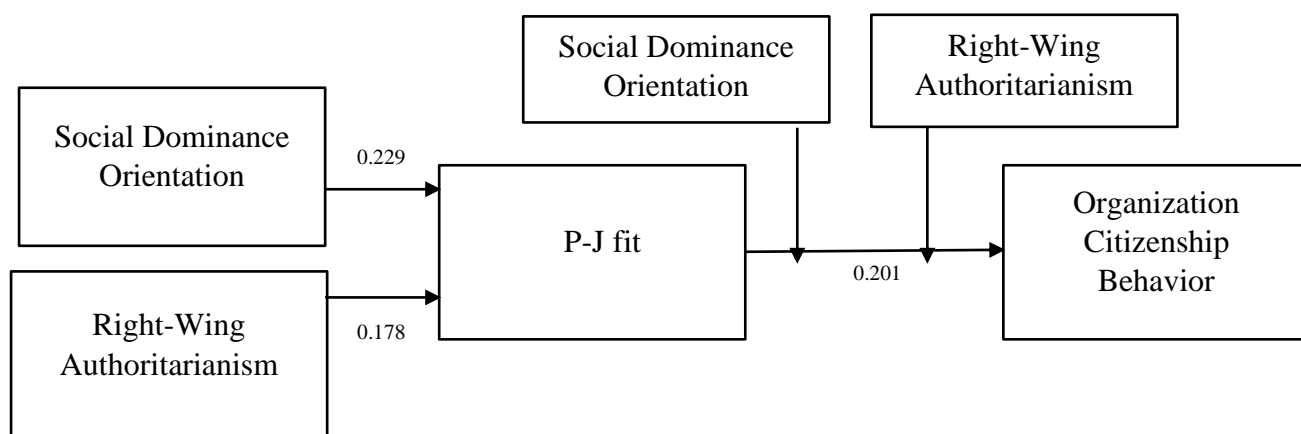 Social Dominance
Orientation
Right-Wing
Authoritarianism
Social Dominance
Orientation
0.229
P-J fit
Organization
Citizenship
Behavior
0.201
Right-Wing
Authoritarianism
0.178